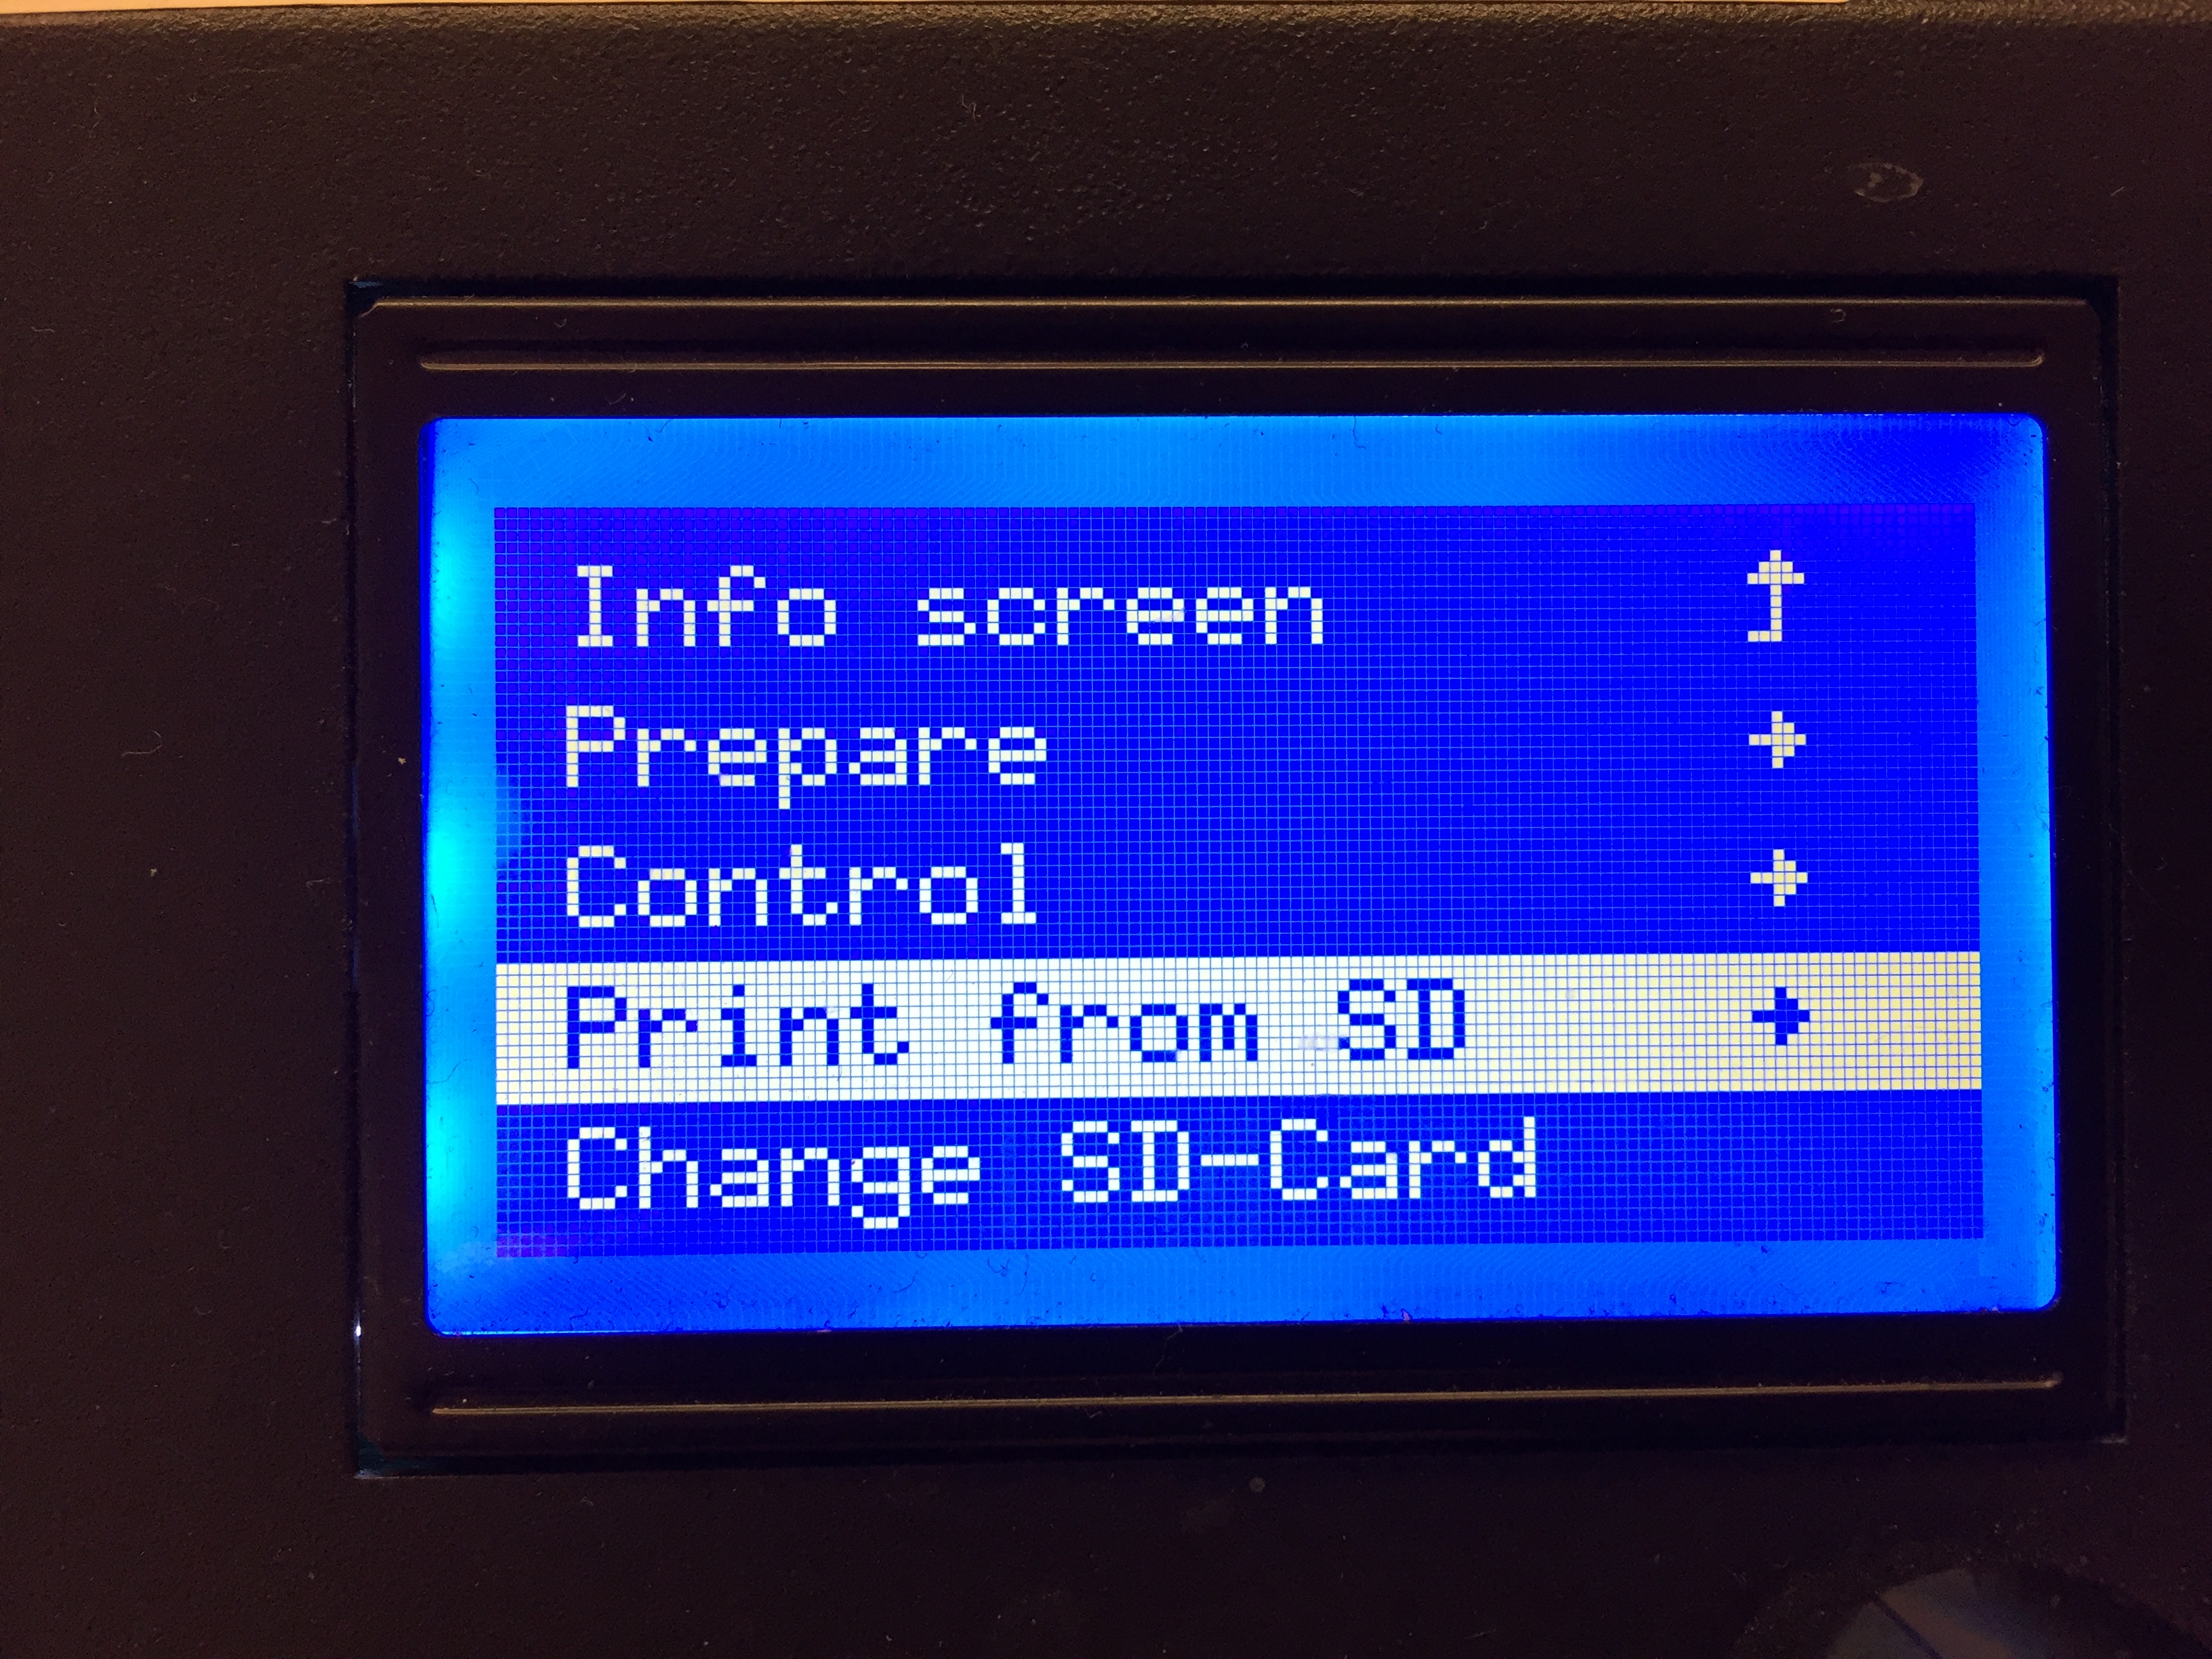 Info screen ↑
Prepare →
Control →
Print from SD →
Change SD-Card